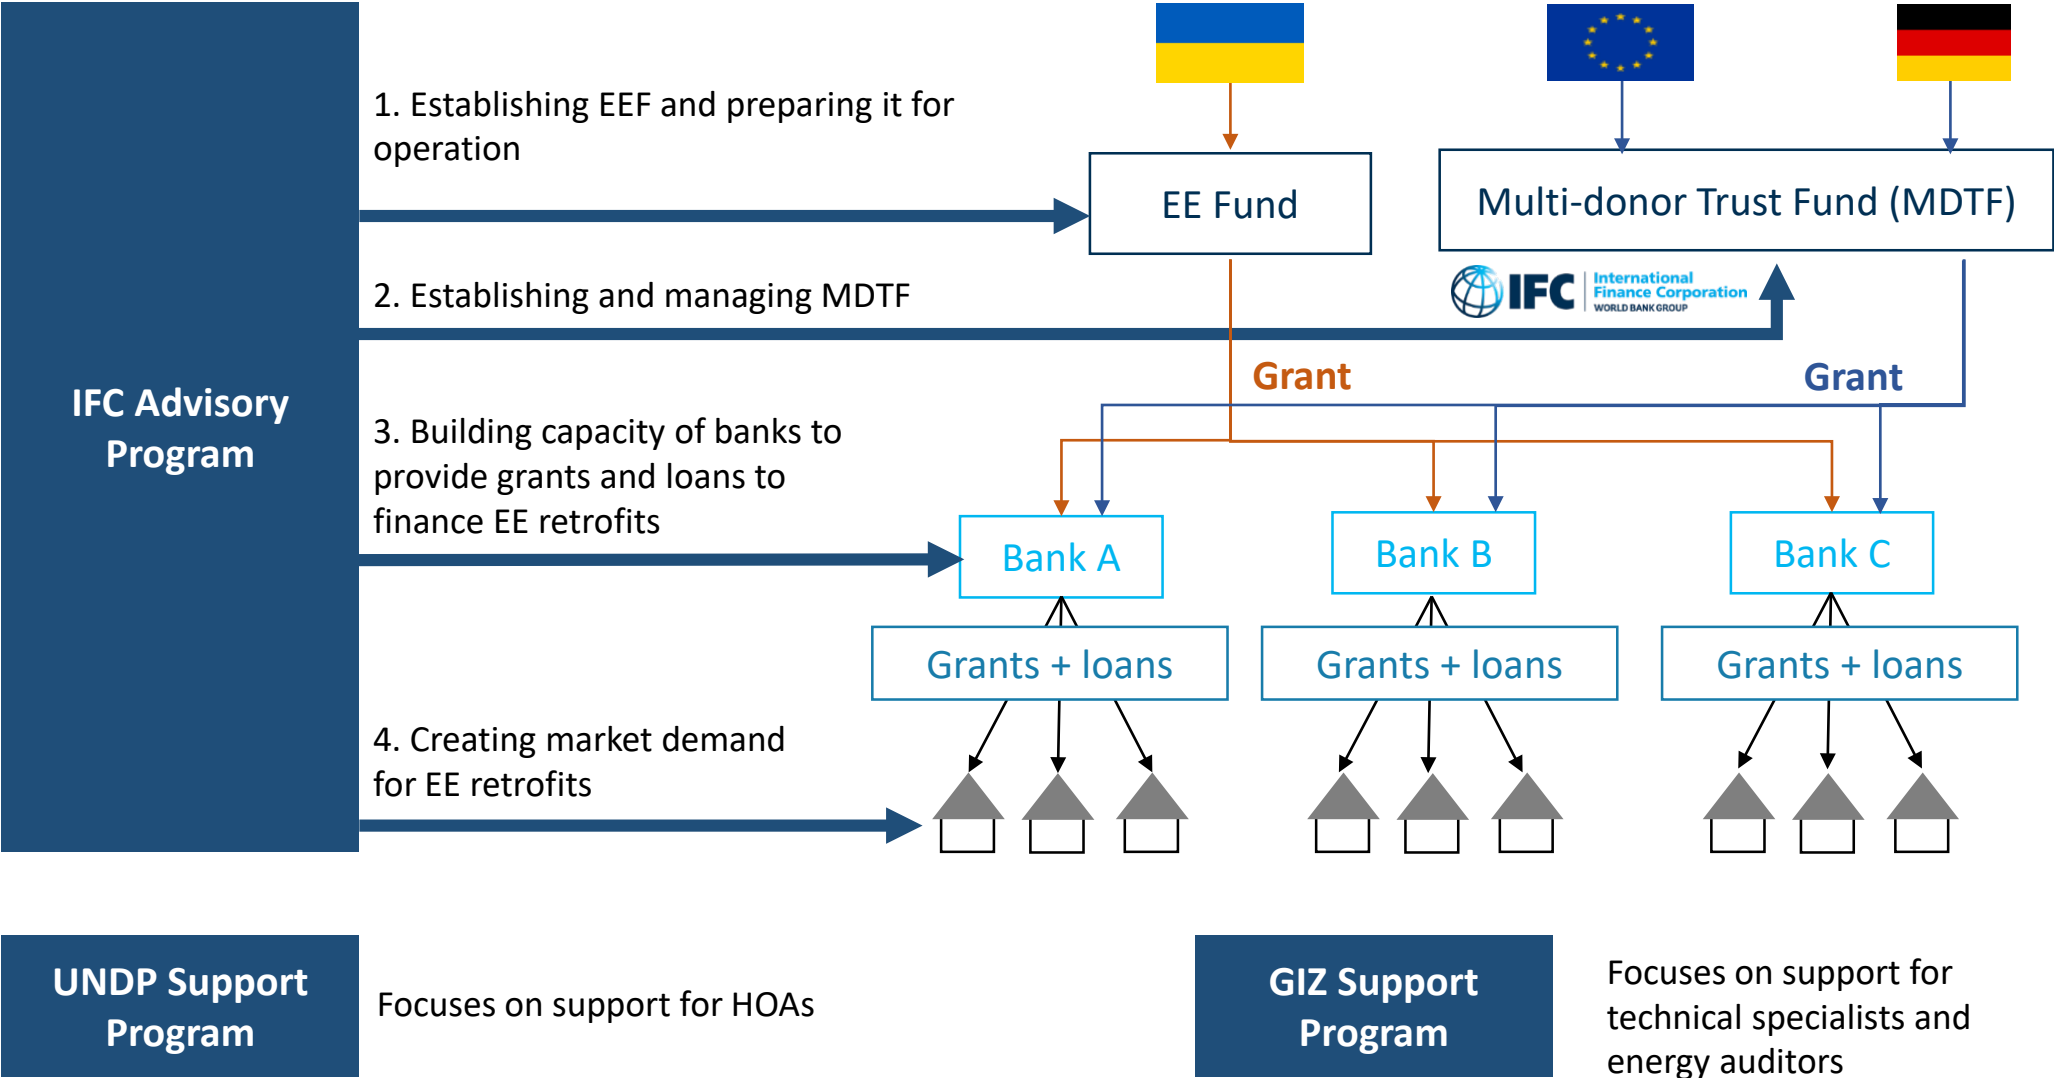 1. Establishing EEF and preparing it for
operation
EE Fund
Multi-donor Trust Fund (MDTF)
2. Establishing and managing MDTF
IFC
International
Finance Corporation
WORLD BANK GROUP
Grant
Grant
IFC Advisory
Program
3. Building capacity of banks to
provide grants and loans to
finance EE retrofits
Bank A
Bank B
Bank C
Grants + loans
Grants + loans
Grants + loans
4. Creating market demand
for EE retrofits
UNDP Support
Program
Focuses on support for HOAs
GIZ Support
Program
Focuses on support for
technical specialists and
energy auditors